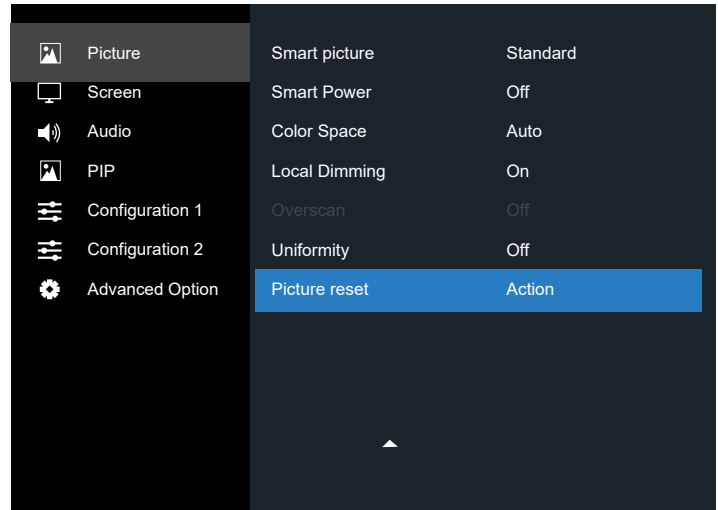 Picture
Screen
Audio
PIP
Configuration 1
Configuration 2
Advanced Option
Smart picture Standard
Smart Power Off
Color Space Auto
Local Dimming On
Overscan Off
Uniformity Off
Picture reset Action